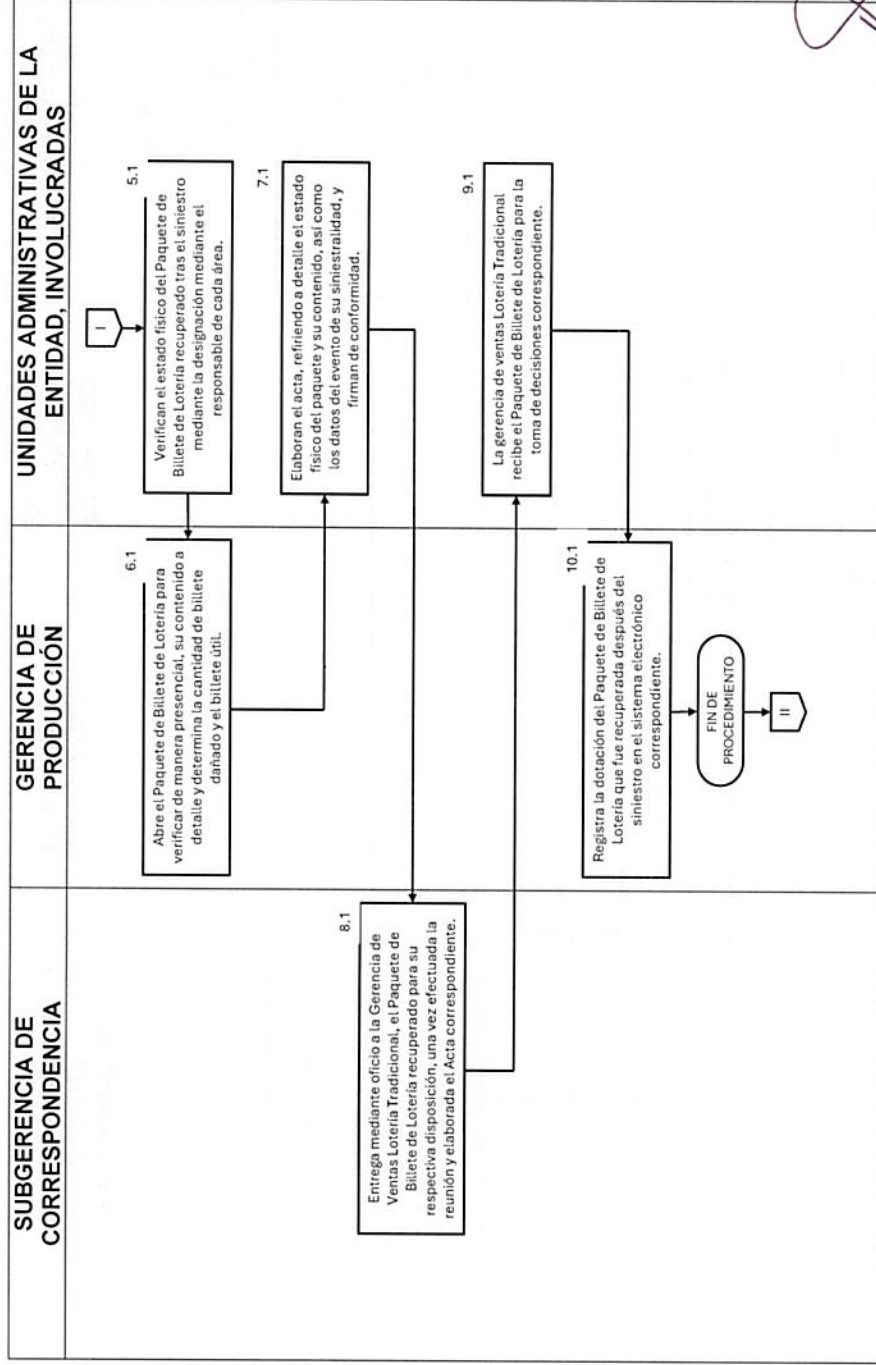 SUBGERENCIA DE
CORRESPONDENCIA
GERENCIA DE
PRODUCCIÓN
UNIDADES ADMINISTRATIVAS DE LA
ENTIDAD, INVOLUCRADAS
I
5.1
Verifican el estado físico del Paquete de
Billete de Lotería recuperado tras el siniestro
mediante la designación mediante el
responsable de cada área.
6.1
Abre el Paquete de Billete de Lotería para
verificar de manera presencial, su contenido a
detalle y determina la cantidad de billete
dañado y el billete útil.
7.1
Elaboran el acta, refiriendo a detalle el estado
físico del paquete y su contenido, así como
los datos del evento de su siniestralidad, y
firman de conformidad.
8.1
Entrega mediante oficio a la Gerencia de
Ventas Lotería Tradicional, el Paquete de
Billete de Lotería recuperado para su
respectiva disposición, una vez efectuada la
reunión y elaborada el Acta correspondiente.
9.1
La gerencia de ventas Lotería Tradicional
recibe el Paquete de Billete de Lotería para la
toma de decisiones correspondiente.
10.1
Registra la dotación del Paquete de Billete de
Lotería que fue recuperada después del
siniestro en el sistema electrónico
correspondiente.
FIN DE
PROCEDIMIENTO
II